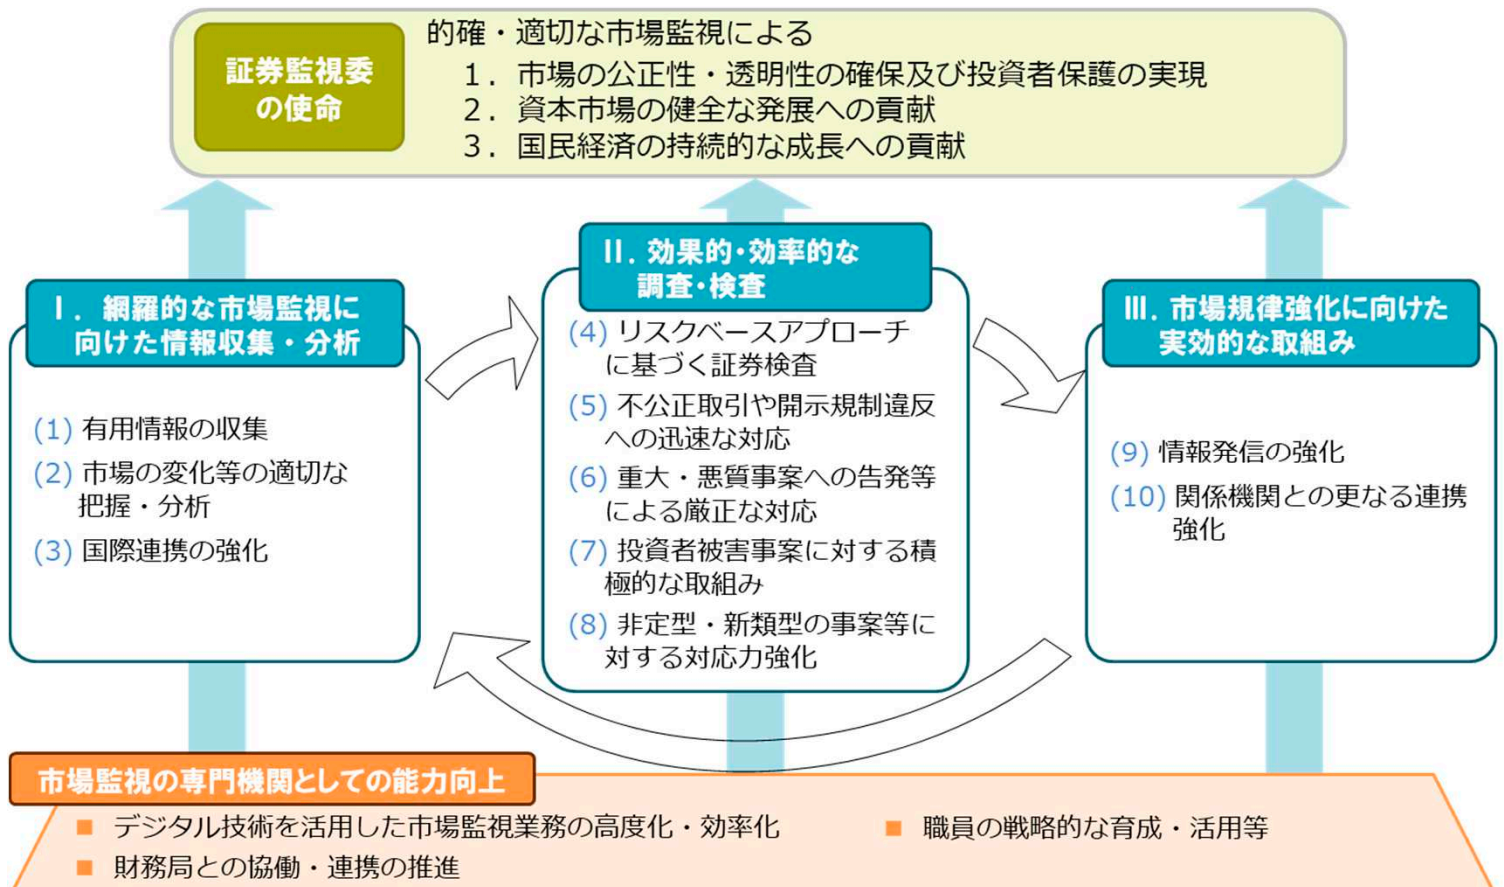 証券監視委
の使命
的確・適切な市場監視による
１．市場の公正性・透明性の確保及び投資者保護の実現
２．資本市場の健全な発展への貢献
３．国民経済の持続的な成長への貢献
Ⅰ．網羅的な市場監視に
向けた情報収集・分析
(1) 有用情報の収集
(2) 市場の変化等の適切な
把握・分析
(3) 国際連携の強化
Ⅱ．効果的・効率的な
調査・検査
(4) リスクベースアプローチ
に基づく証券検査
(5) 不公正取引や開示規制違反
への迅速な対応
(6) 重大・悪質事案への告発等
による厳正な対応
(7) 投資者被害事案に対する積
極的な取組み
(8) 非定型・新類型の事案等に
対する対応力強化
Ⅲ．市場規律強化に向けた
実効的な取組み
(9) 情報発信の強化
(10) 関係機関との更なる連携
強化
市場監視の専門機関としての能力向上
■ デジタル技術を活用した市場監視業務の高度化・効率化
■ 財務局との協働・連携の推進
■ 職員の戦略的な育成・活用等